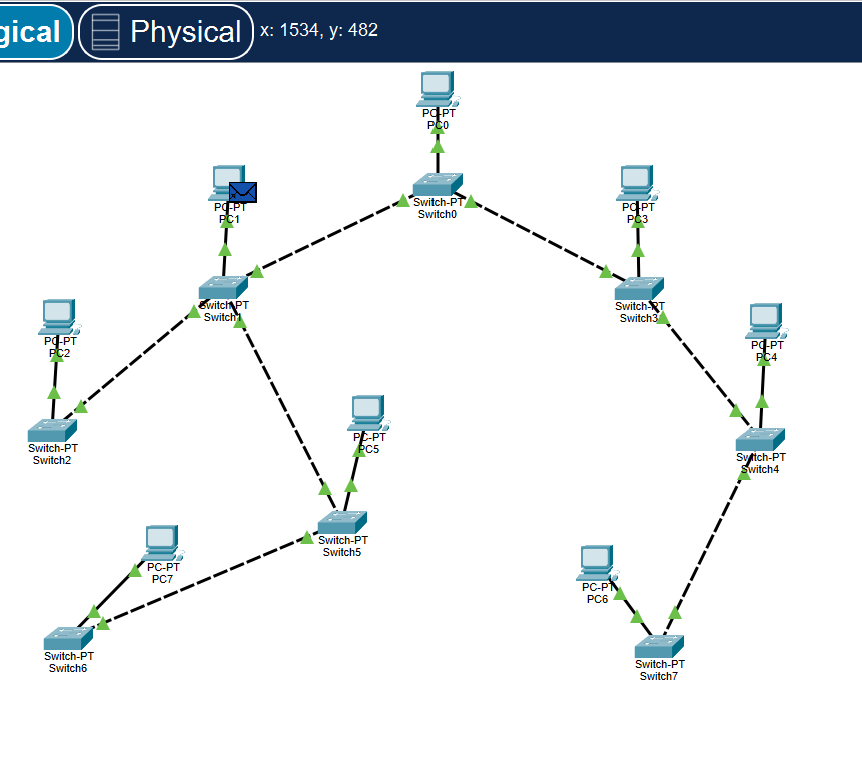 gical
Physical
x: 1534, y: 482
PC-PT
PC0
Switch-PT
Switch0
PC-PT
PC1
PC-PT
PC3
Switch-PT
Switch1
Switch-PT
Switch3
PC-PT
PC2
PC-PT
PC4
Switch-PT
Switch2
PC-PT
PC5
Switch-PT
Switch4
Switch-PT
Switch5
PC-PT
PC7
PC-PT
PC6
Switch-PT
Switch6
Switch-PT
Switch7